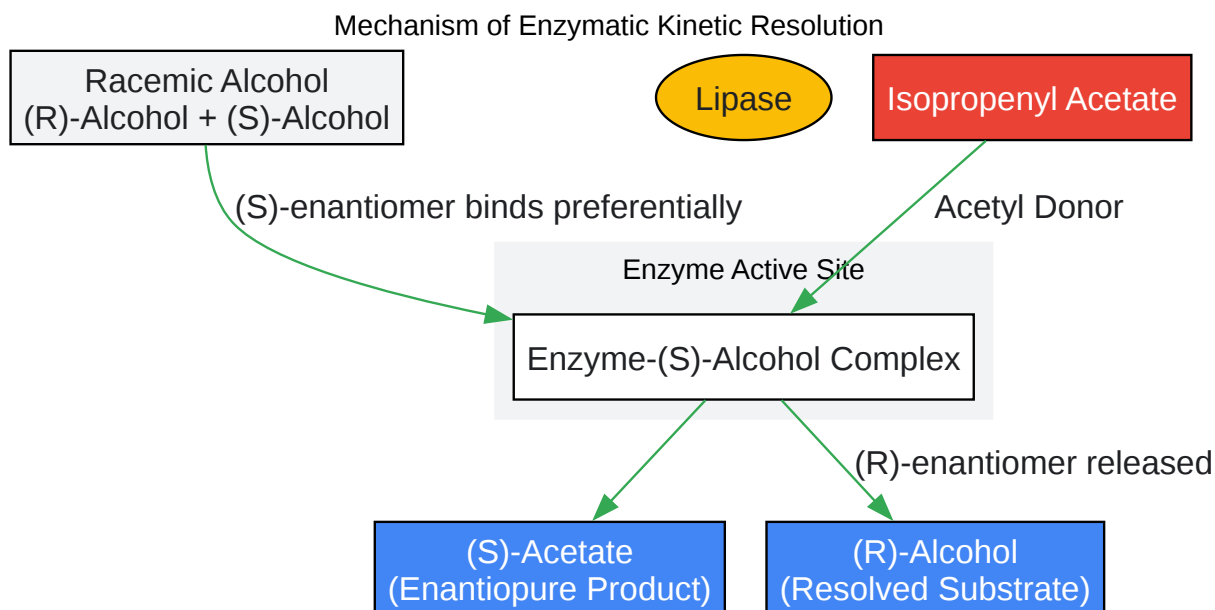 Mechanism of Enzymatic Kinetic Resolution
Racemic Alcohol
(R)-Alcohol + (S)-Alcohol
Lipase
Isopropenyl Acetate
(S)-enantiomer binds preferentially
Acetyl Donor
Enzyme Active Site
Enzyme-(S)-Alcohol Complex
(R)-enantiomer released
(S)-Acetate
(Enantiopure Product)
(R)-Alcohol
(Resolved Substrate)